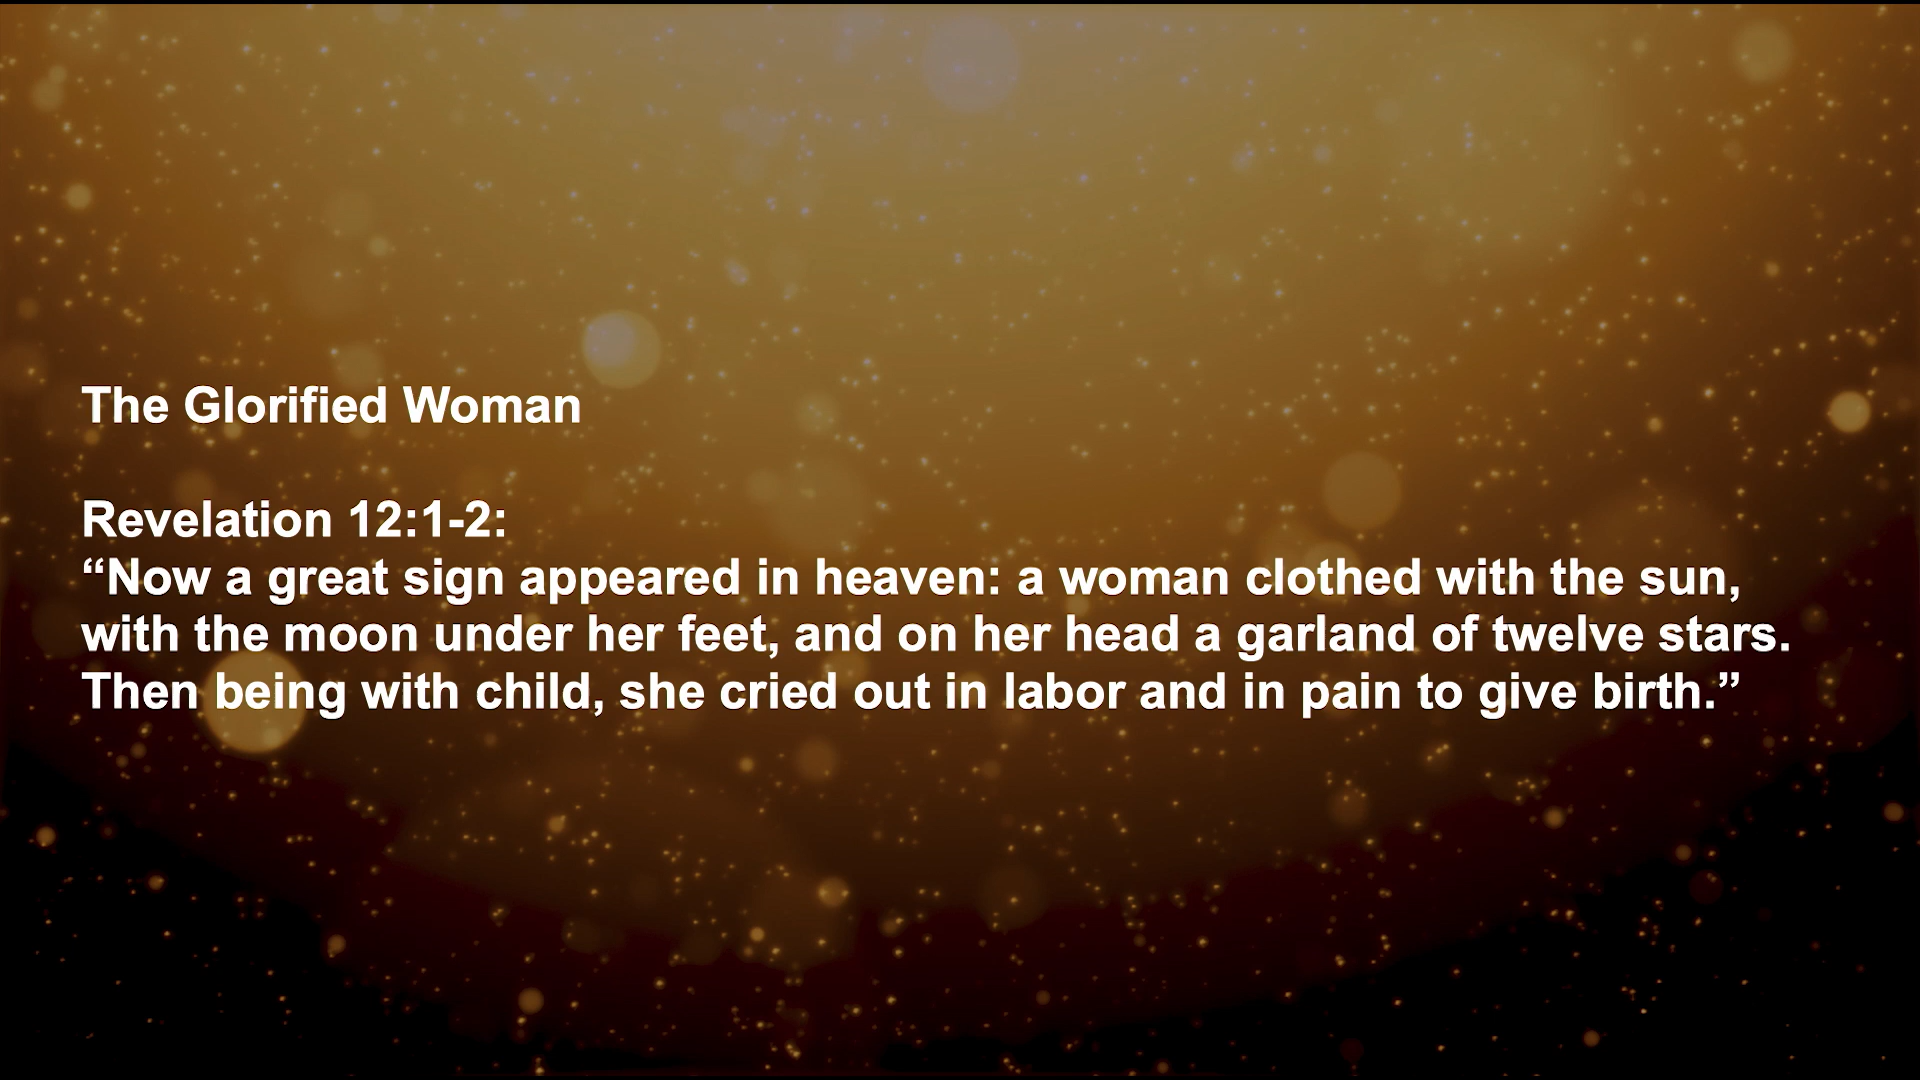 The Glorified Woman
Revelation 12:1-2:
“Now a great sign appeared in heaven: a woman clothed with the sun,
with the moon under her feet, and on her head a garland of twelve stars.
Then being with child, she cried out in labor and in pain to give birth.”